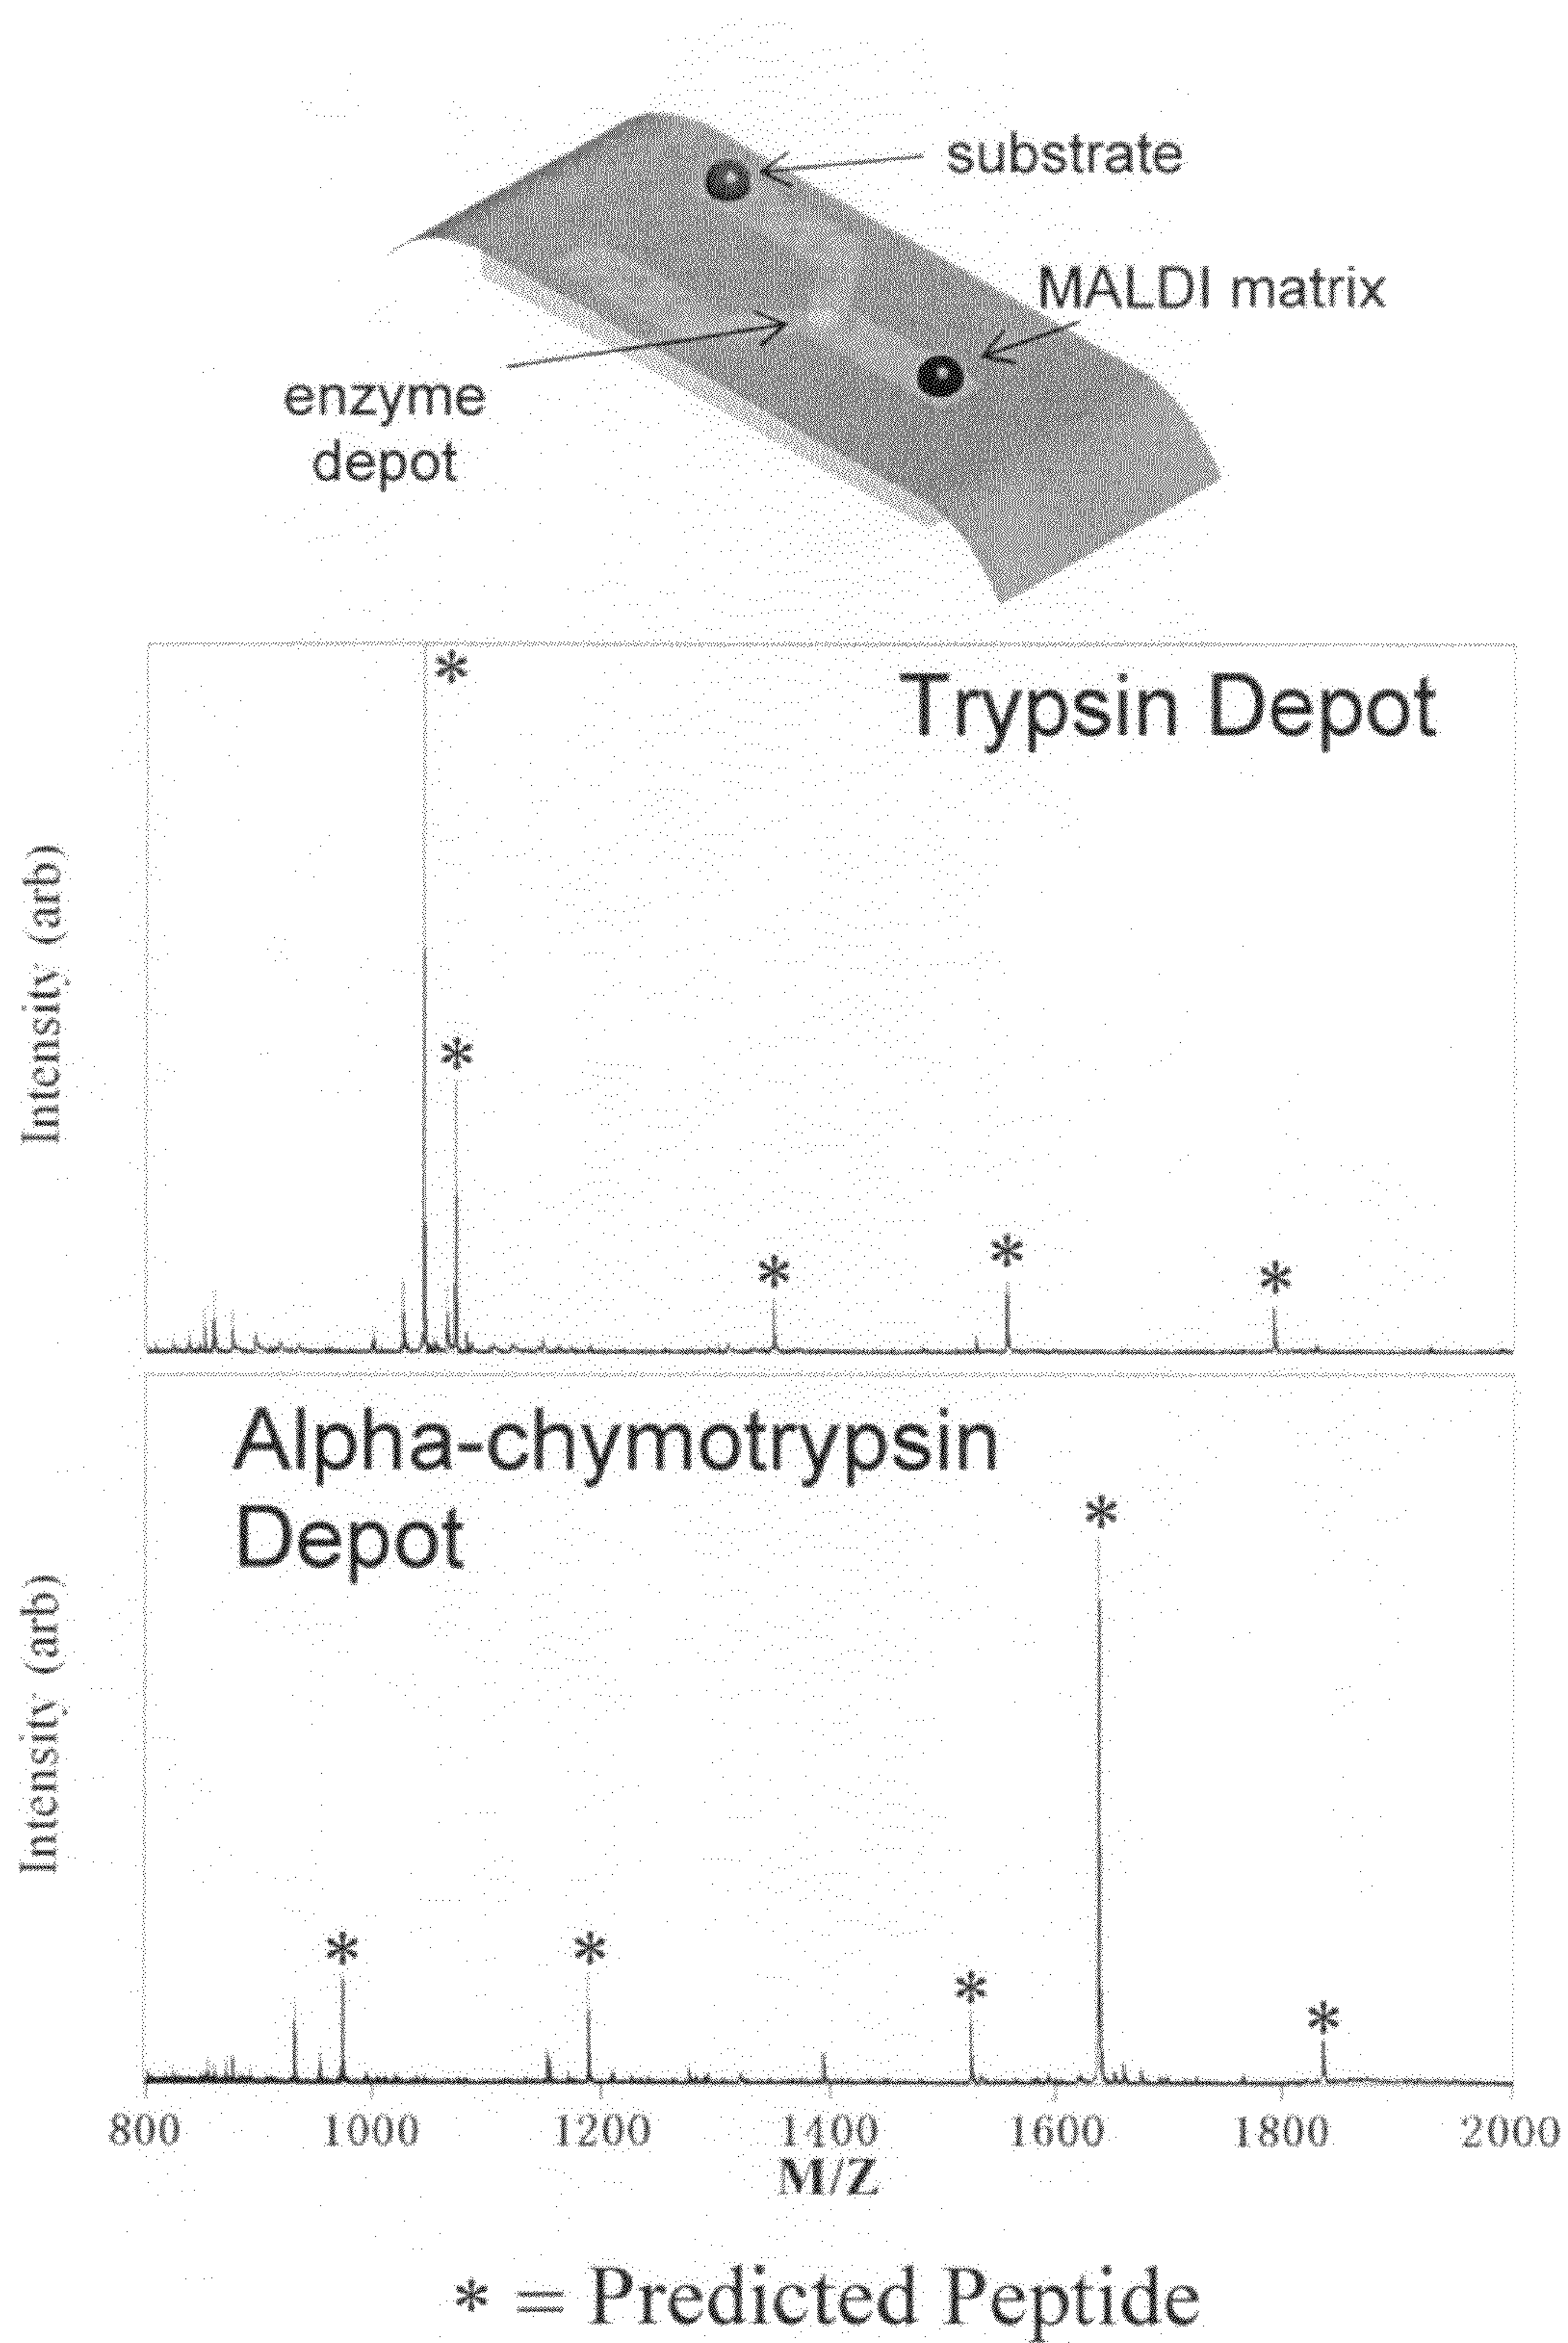 substrate
MALDI matrix
enzyme
depot
*
Trypsin Depot
*
*
*
*
Intensity (arb)
Alpha-chymotrypsin
Depot
*
*
*
*
*
Intensity (arb)
800 1000 1200 1400 1600 1800 2000
M/Z
* = Predicted Peptide